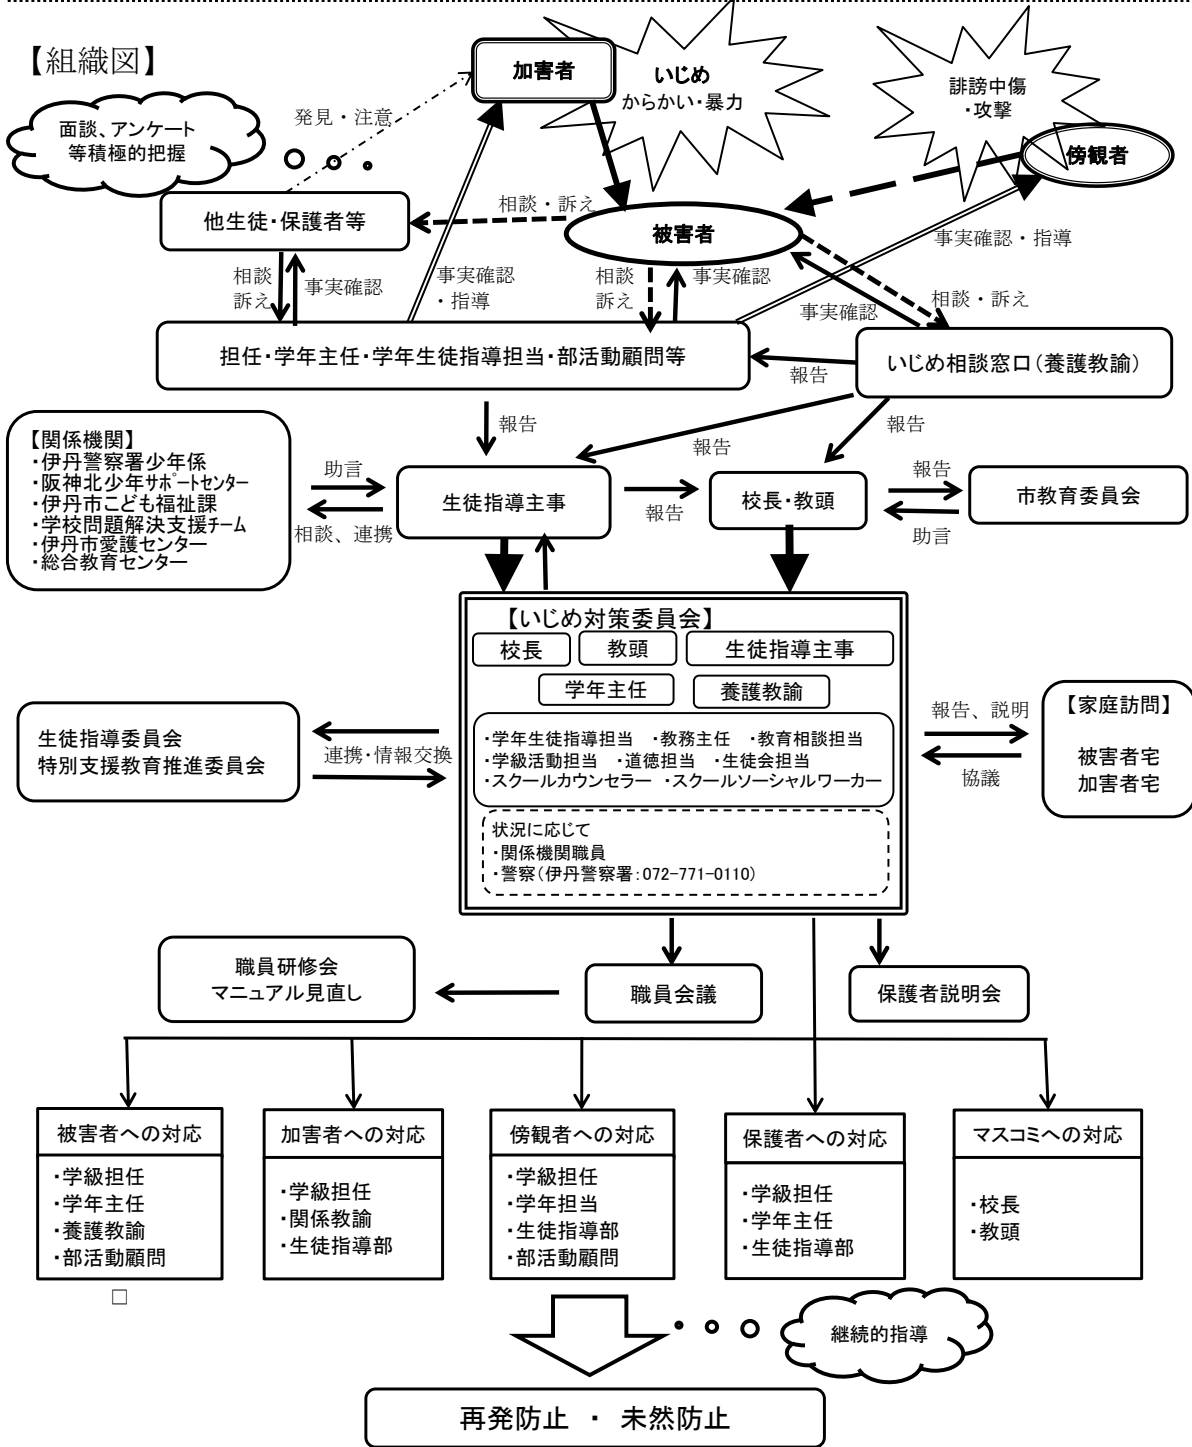 【組織図】
加害者
いじめ
からかい・暴力
誹謗中傷
・攻撃
面談、アンケート
等積極的把握
発見・注意
傍観者
他生徒・保護者等
相談・訴え
被害者
事実確認・指導
相談
訴え
事実確認
事実確認
・指導
相談
訴え
事実確認
相談・訴え
事実確認
担任・学年主任・学年生徒指導担当・部活動顧問等
いじめ相談窓口(養護教諭)
報告
報告
報告
報告
【関係機関】
・伊丹警察署少年係
・阪神北少年サポートセンター
・伊丹市こども福祉課
・学校問題解決支援チーム
・伊丹市愛護センター
・総合教育センター
助言
相談、連携
生徒指導主事
報告
校長・教頭
報告
助言
市教育委員会
【いじめ対策委員会】
校長
教頭
生徒指導主事
学年主任
養護教諭
・学年生徒指導担当 ・教務主任 ・教育相談担当
・学級活動担当 ・道徳担当 ・生徒会担当
・スクールカウンセラー ・スクールソーシャルワーカー
状況に応じて
・関係機関職員
・警察(伊丹警察署:072-771-0110)
生徒指導委員会
特別支援教育推進委員会
連携・情報交換
報告、説明
協議
【家庭訪問】
被害者宅
加害者宅
職員研修会
マニュアル見直し
職員会議
保護者説明会
被害者への対応
・学級担任
・学年主任
・養護教諭
・部活動顧問
加害者への対応
・学級担任
・関係教諭
・生徒指導部
傍観者への対応
・学級担任
・学年担当
・生徒指導部
・部活動顧問
保護者への対応
・学級担任
・学年主任
・生徒指導部
マスコミへの対応
・校長
・教頭
□
継続的指導
再発防止 ・ 未然防止